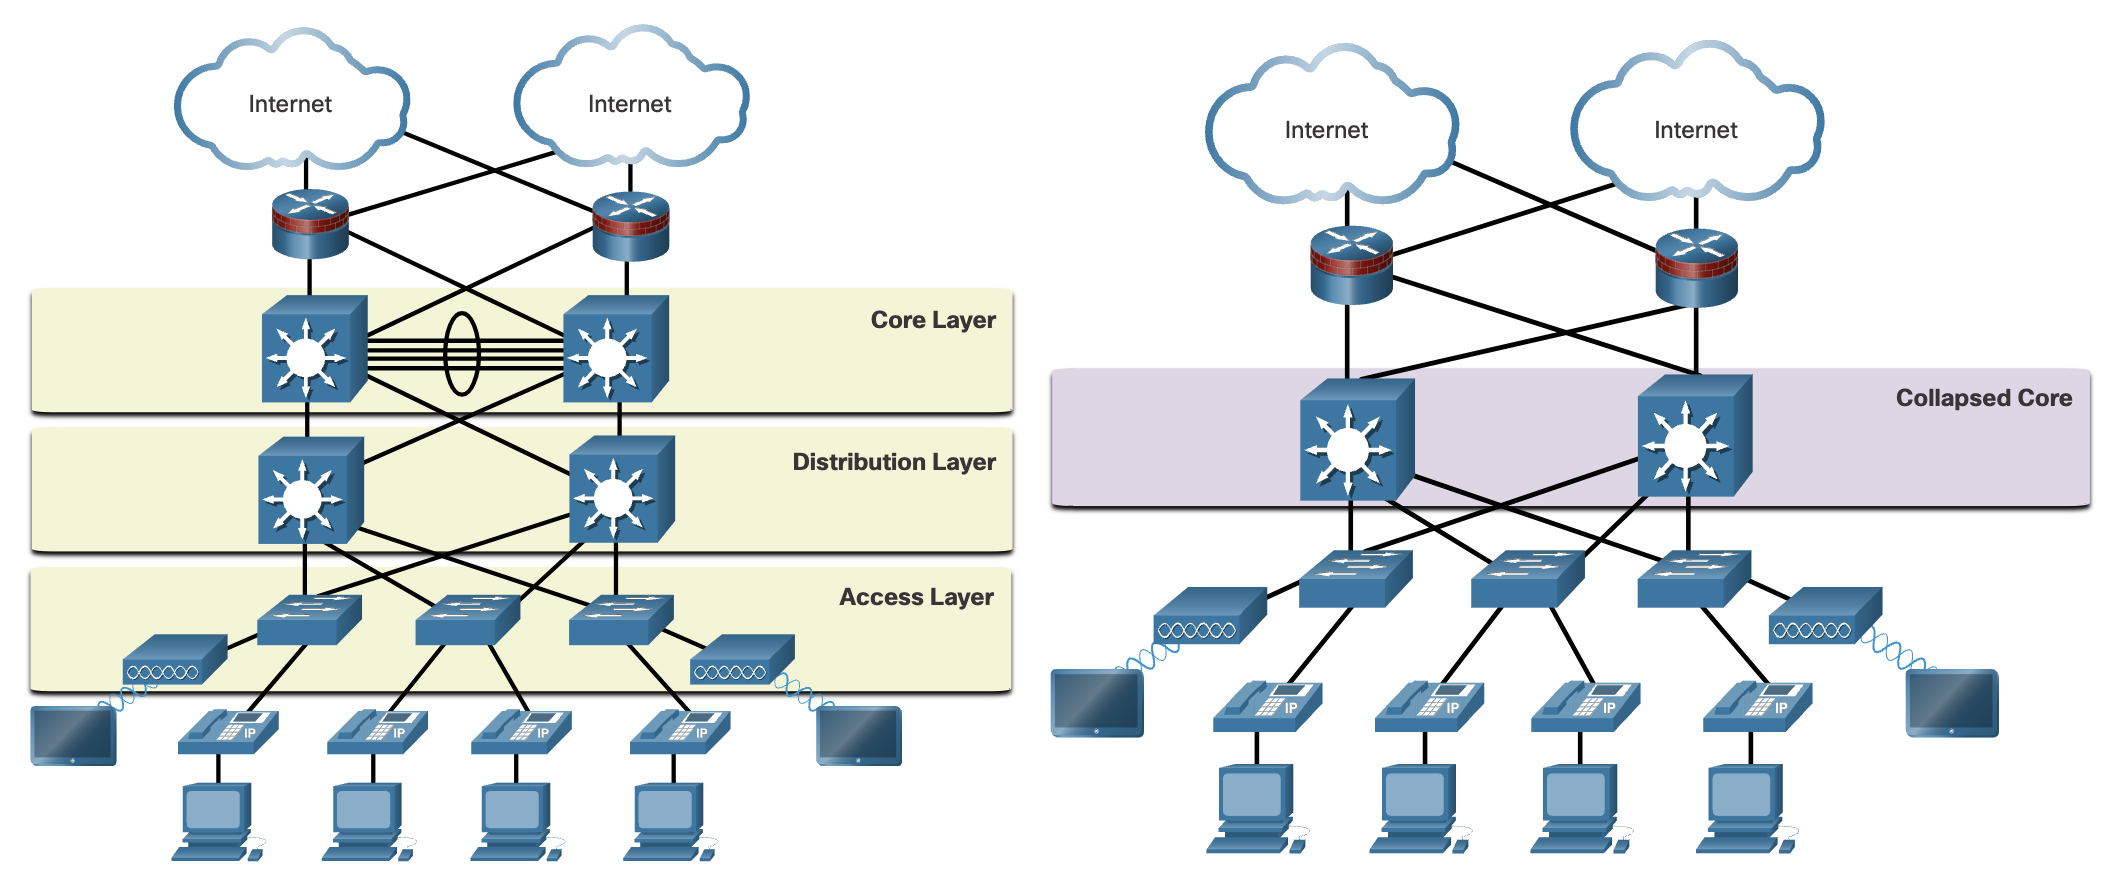 Internet
Internet
Core Layer
Distribution Layer
Access Layer
IP
IP
IP
IP
Internet
Internet
Collapsed Core
IP
IP
IP
IP